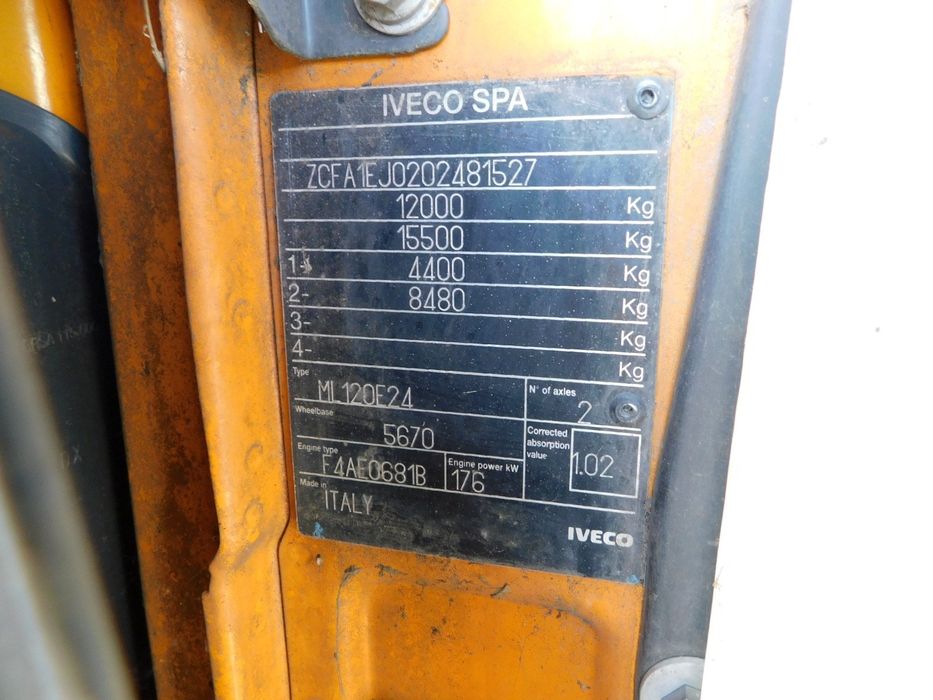 IVECO SPA
ZCFA1EJ0202481527
12000 Kg
15500 Kg
1- 4400 Kg
2- 8480 Kg
3- Kg
4- Kg
Type ML120E24 N° of axles 2
Wheelbase 5670 Corrected absorption value 1.02
Engine type F4AE0681B Engine power kW 176
Made in ITALY
IVECO